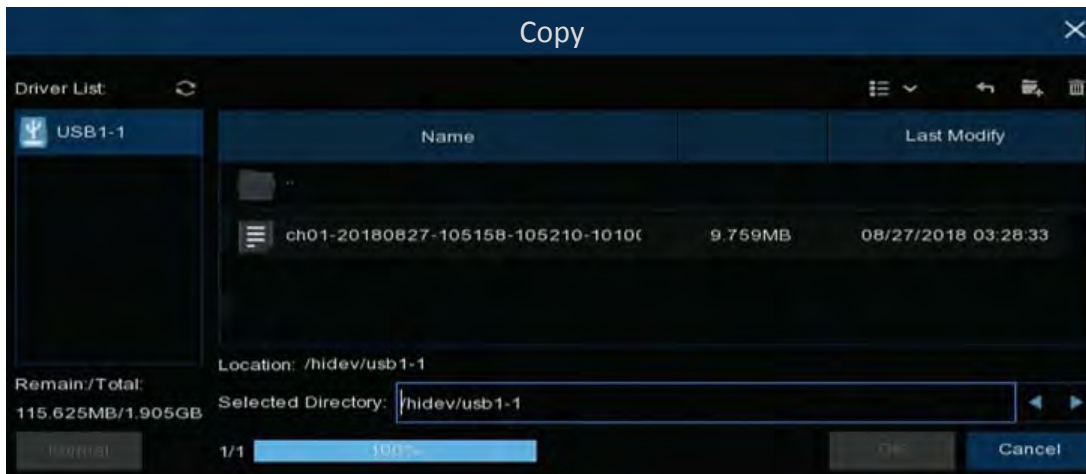 Copy
Driver List:
USB1-1
Name
Last Modify
..
ch01-20180827-105158-105210-1010
9.759MB
08/27/2018 03:28:33
Location: /hidev/usb1-1
Remain:/Total:
115.625MB/1.905GB
Selected Directory: /hidev/usb1-1
Format
1/1
100%
OK
Cancel